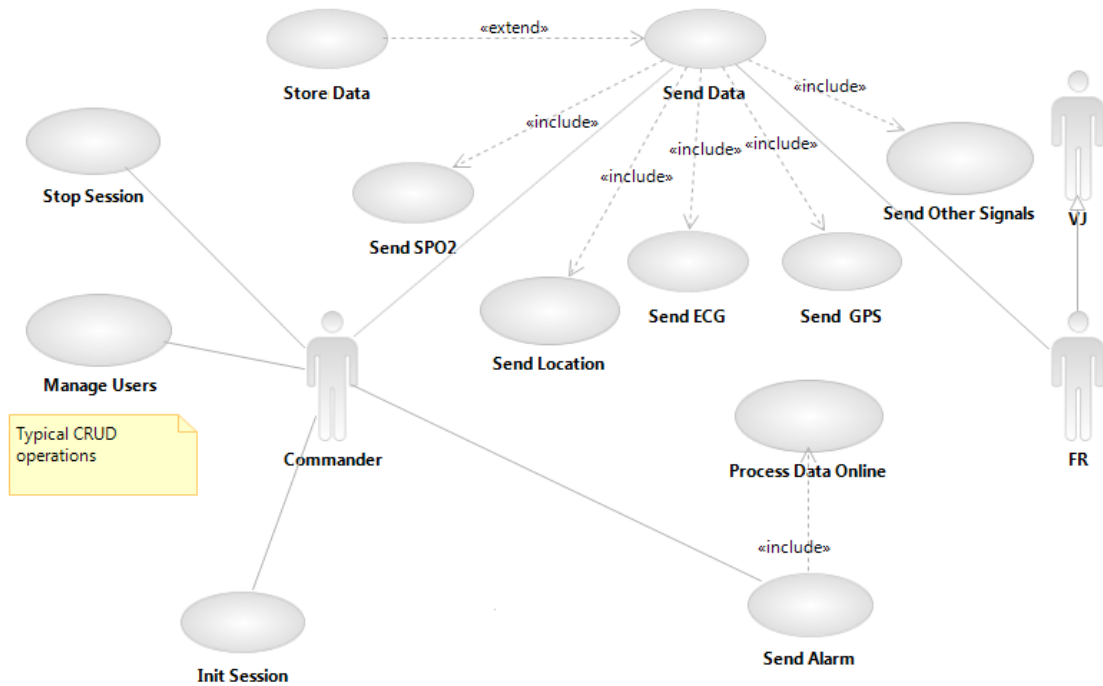 «extend»
Store Data
Send Data
«include»
VJ
«include»
Stop Session
«include»
«include»
«include»
Send SPO2
Send Other Signals
Send ECG
Send  GPS
Send Location
Manage Users
Typical CRUD
operations
Commander
Process Data Online
FR
«include»
Send Alarm
Init Session